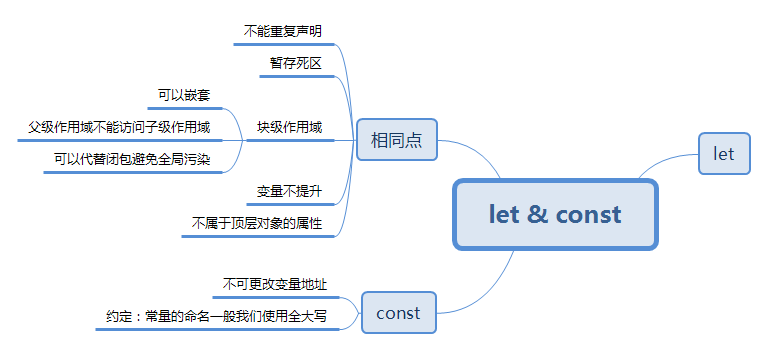 不能重复声明
暂存死区
可以嵌套
父级作用域不能访问子级作用域
块级作用域
可以代替闭包避免全局污染
变量不提升
不属于顶层对象的属性
相同点
let
let & const
不可更改变量地址
const
约定：常量的命名一般我们使用全大写